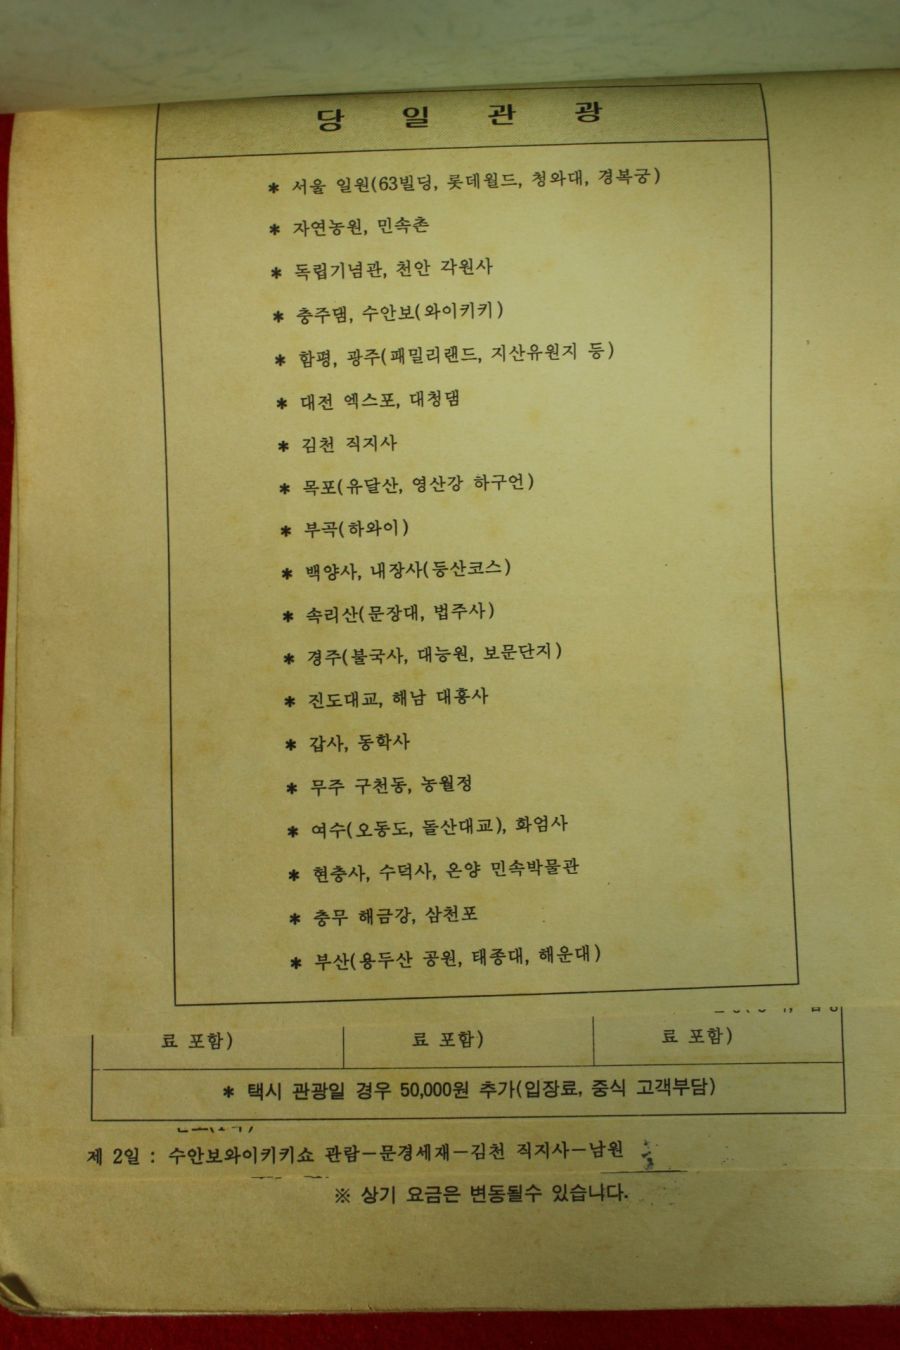 당 일 관 광
* 서울 일원(63빌딩, 롯데월드, 청와대, 경복궁)
* 자연농원, 민속촌
* 독립기념관, 천안 각원사
* 충주댐, 수안보(와이키키)
* 함평, 광주(패밀리랜드, 지산유원지 등)
* 대전 엑스포, 대청댐
* 김천 직지사
* 목포(유달산, 영산강 하구언)
* 부곡(하와이)
* 백양사, 내장사(등산코스)
* 속리산(문장대, 법주사)
* 경주(불국사, 대능원, 보문단지)
* 진도대교, 해남 대흥사
* 갑사, 동학사
* 무주 구천동, 농월정
* 여수(오동도, 돌산대교), 화엄사
* 현충사, 수덕사, 온양 민속박물관
* 충무 해금강, 삼천포
* 부산(용두산 공원, 태종대, 해운대)
료 포함) 료 포함) 료 포함)
* 택시 관광일 경우 50,000원 추가(입장료, 중식 고객부담)
제 2일 : 수안보와이키키쇼 관람–문경세재–김천 직지사–남원
※ 상기 요금은 변동될수 있습니다.